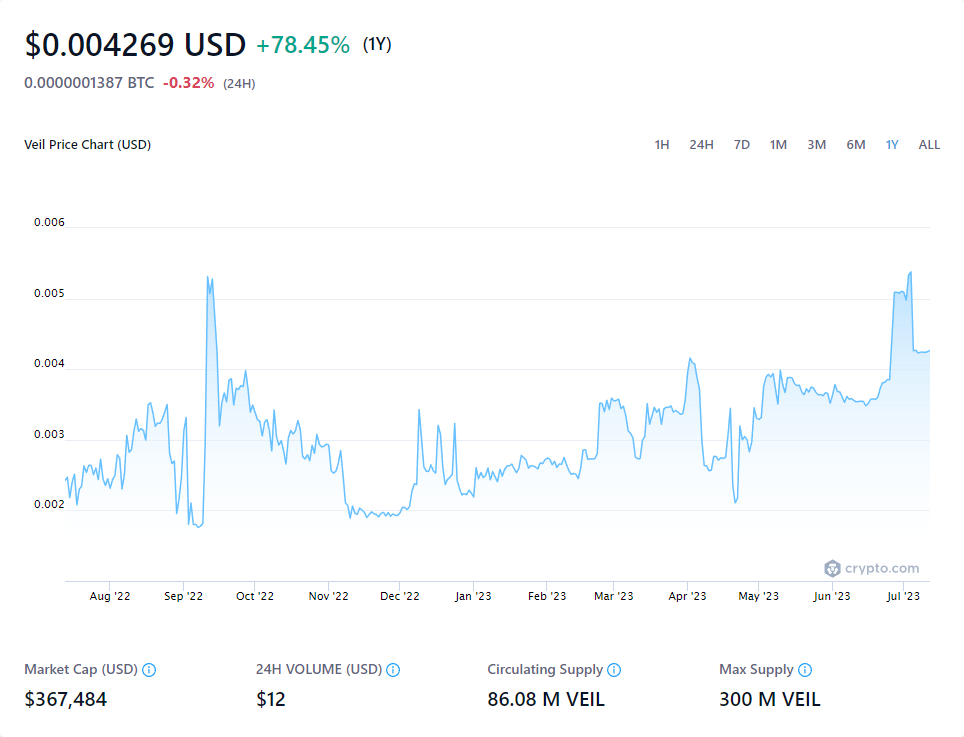 $0.004269 USD +78.45% (1Y)
0.0000001387 BTC -0.32% (24H)
Veil Price Chart (USD) 1H 24H 7D 1M 3M 6M 1Y ALL
0.006
0.005
0.004
0.003
0.002
crypto.com
Aug '22 Sep '22 Oct '22 Nov '22 Dec '22 Jan '23 Feb '23 Mar '23 Apr '23 May '23 Jun '23 Jul '23
Market Cap (USD) 24H VOLUME (USD) Circulating Supply Max Supply
$367,484 $12 86.08 M VEIL 300 M VEIL